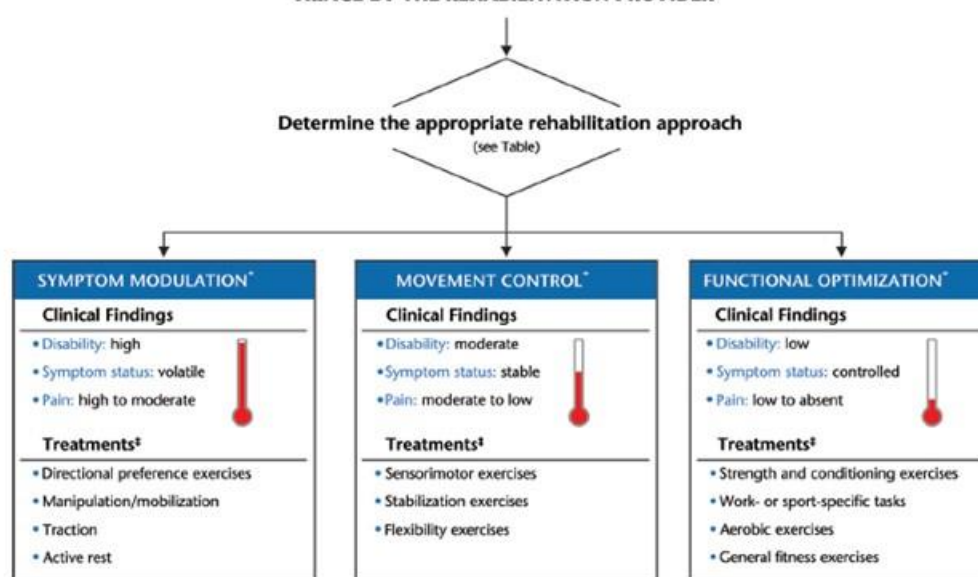 Determine the appropriate rehabilitation approach
(see Table)
SYMPTOM MODULATION*
Clinical Findings
• Disability: high
• Symptom status: volatile
• Pain: high to moderate
Treatments‡
• Directional preference exercises
• Manipulation/mobilization
• Traction
• Active rest
MOVEMENT CONTROL*
Clinical Findings
• Disability: moderate
• Symptom status: stable
• Pain: moderate to low
Treatments‡
• Sensorimotor exercises
• Stabilization exercises
• Flexibility exercises
FUNCTIONAL OPTIMIZATION*
Clinical Findings
• Disability: low
• Symptom status: controlled
• Pain: low to absent
Treatments‡
• Strength and conditioning exercises
• Work- or sport-specific tasks
• Aerobic exercises
• General fitness exercises